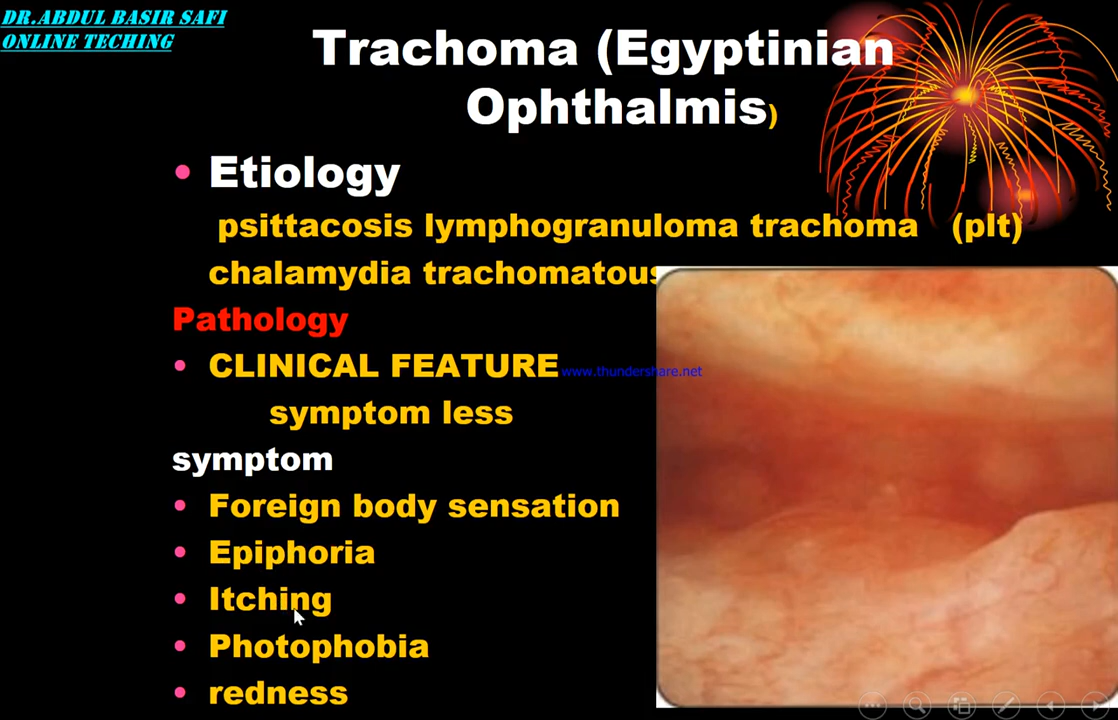 DR.ABDUL BASIR SAFI
ONLINE TECHING
Trachoma (Egyptinian
Ophthalmis)
• Etiology
psittacosis lymphogranuloma trachoma (plt)
chalamydia trachomatous
Pathology
• CLINICAL FEATURE
www.thundershare.net
symptom less
symptom
• Foreign body sensation
• Epiphoria
• Itching
• Photophobia
• redness